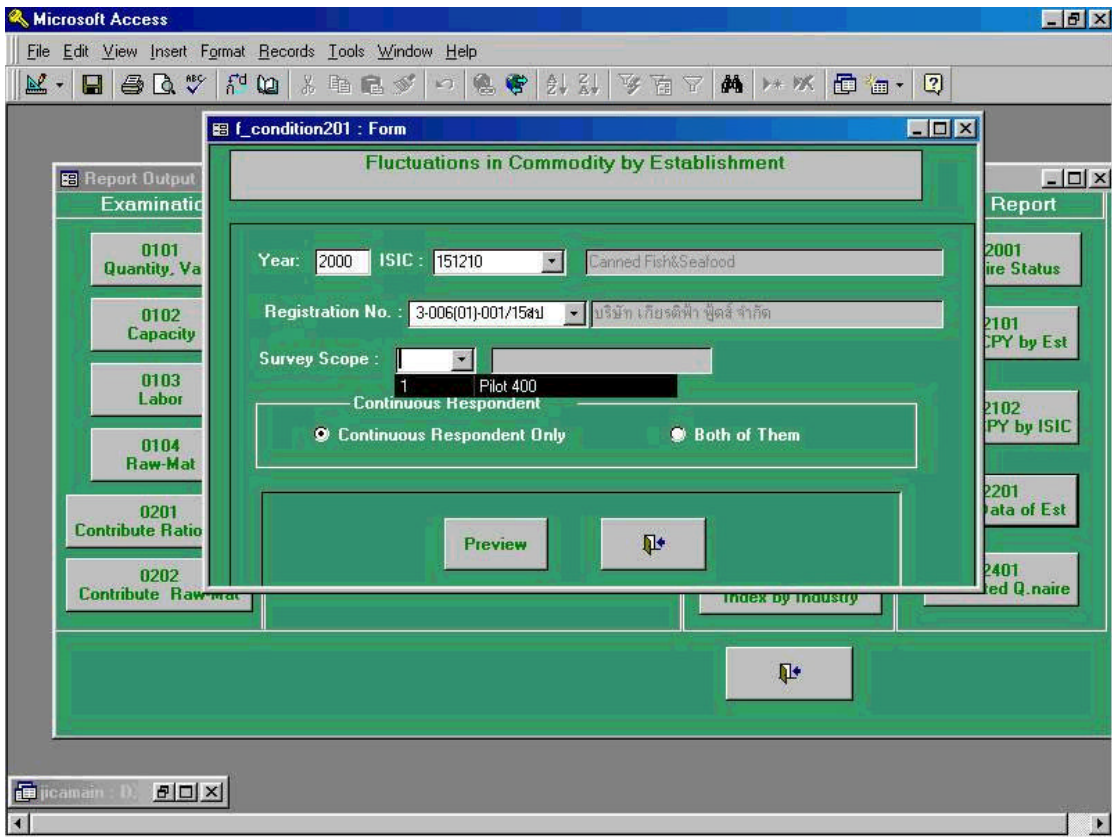 Microsoft Access
File Edit View Insert Format Records Tools Window Help
f_condition201 : Form
Fluctuations in Commodity by Establishment
Report Output
Examinatio
Report
0101
Quantity, Va
0102
Capacity
0103
Labor
0104
Raw-Mat
0201
Contribute Ratio
0202
Contribute Raw-Mat
Year: 2000 ISIC : 151210 Canned Fish&Seafood
Registration No. : 3-006(01)-001/15สป บริษัท เกียรติฟ้า ฟู้ดส์ จำกัด
Survey Scope :
1 Pilot 400
Continuous Respondent
Continuous Respondent Only Both of Them
Preview
2001
ire Status
2101
CPY by Est
2102
PY by ISIC
2201
ata of Est
2401
ted Q.naire
Index by Industry
jicamain : D.